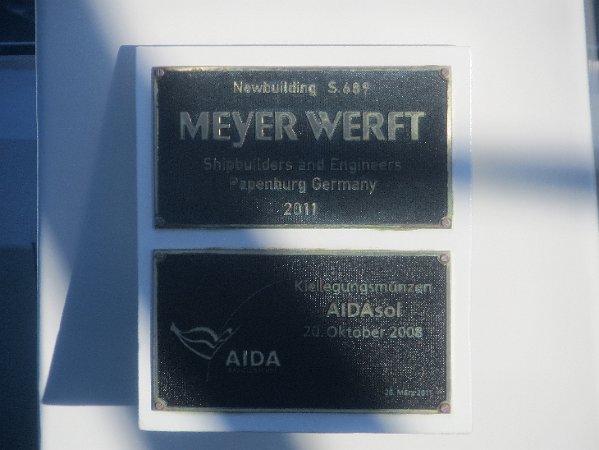 Newbuilding S.689
MEYER WERFT
Shipbuilders and Engineers
Papenburg Germany
2011
Kiellegungsmünzen
AIDAsol
20. Oktober 2008
AIDA